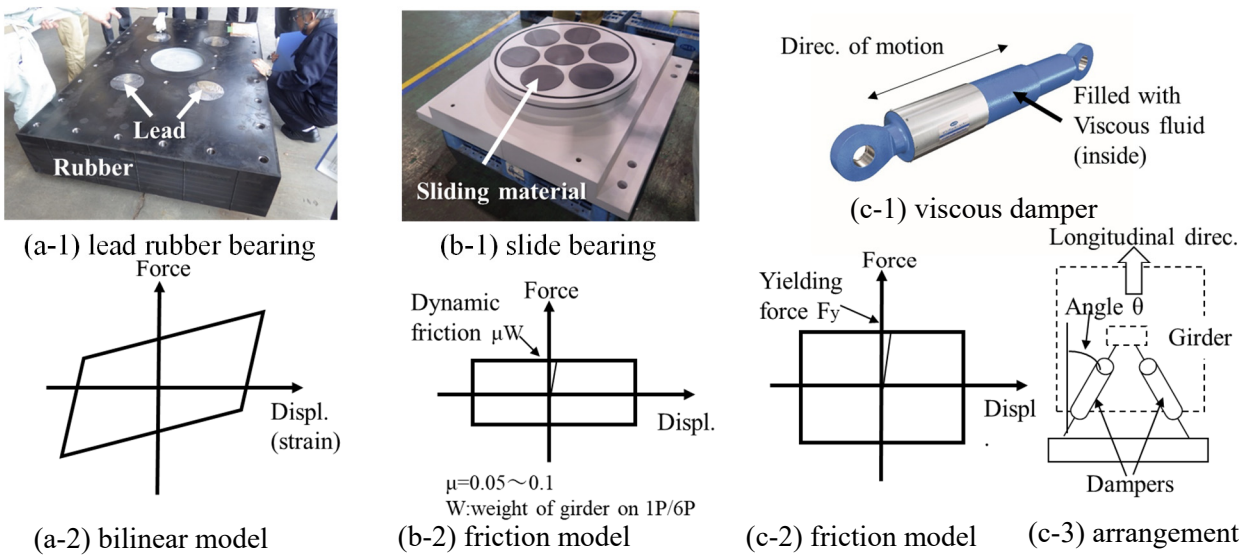 Lead
Rubber
(a-1) lead rubber bearing
Sliding material
(b-1) slide bearing
Direc. of motion
Filled with
Viscous fluid
(inside)
(c-1) viscous damper
Force
Displ.
(strain)
(a-2) bilinear model
Dynamic
friction μW
Force
Displ.
μ=0.05～0.1
W:weight of girder on 1P/6P
(b-2) friction model
Yielding
force Fy
Force
Displ
.
(c-2) friction model
Longitudinal direc.
Angle θ
Girder
Dampers
(c-3) arrangement